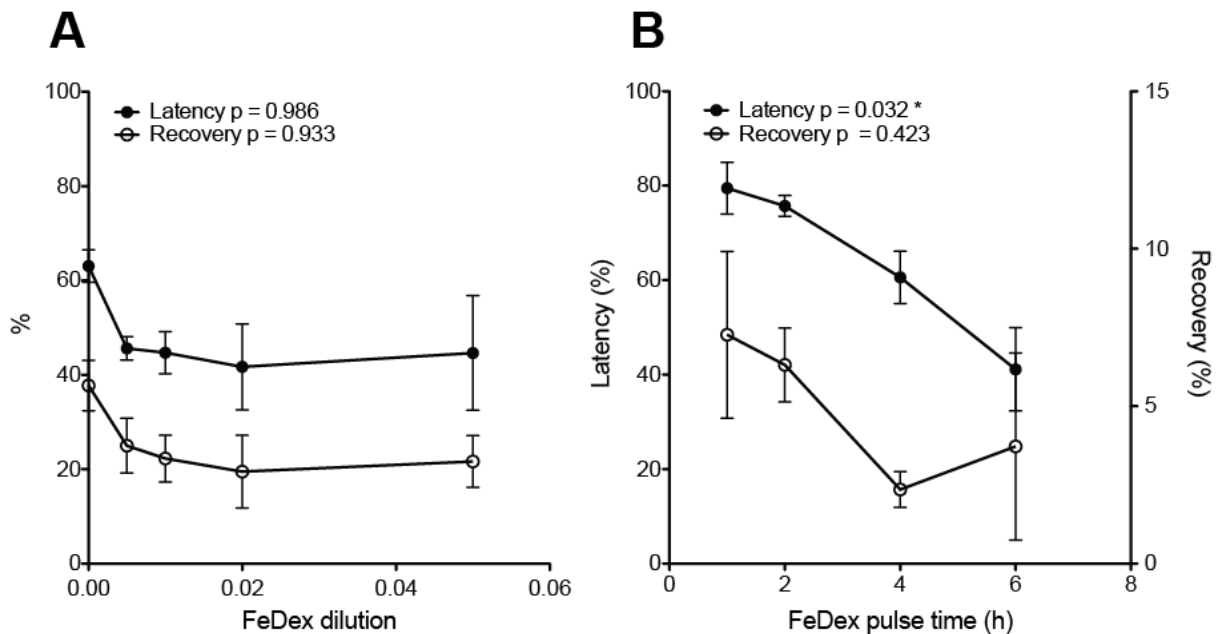 A
100
80
60
40
20
0
%
Latency p = 0.986
Recovery p = 0.933
0.00
0.02
0.04
0.06
FeDex dilution
B
100
80
60
40
20
0
Latency (%)
Latency p = 0.032 *
Recovery p = 0.423
15
10
5
0
Recovery (%)
0
2
4
6
8
FeDex pulse time (h)